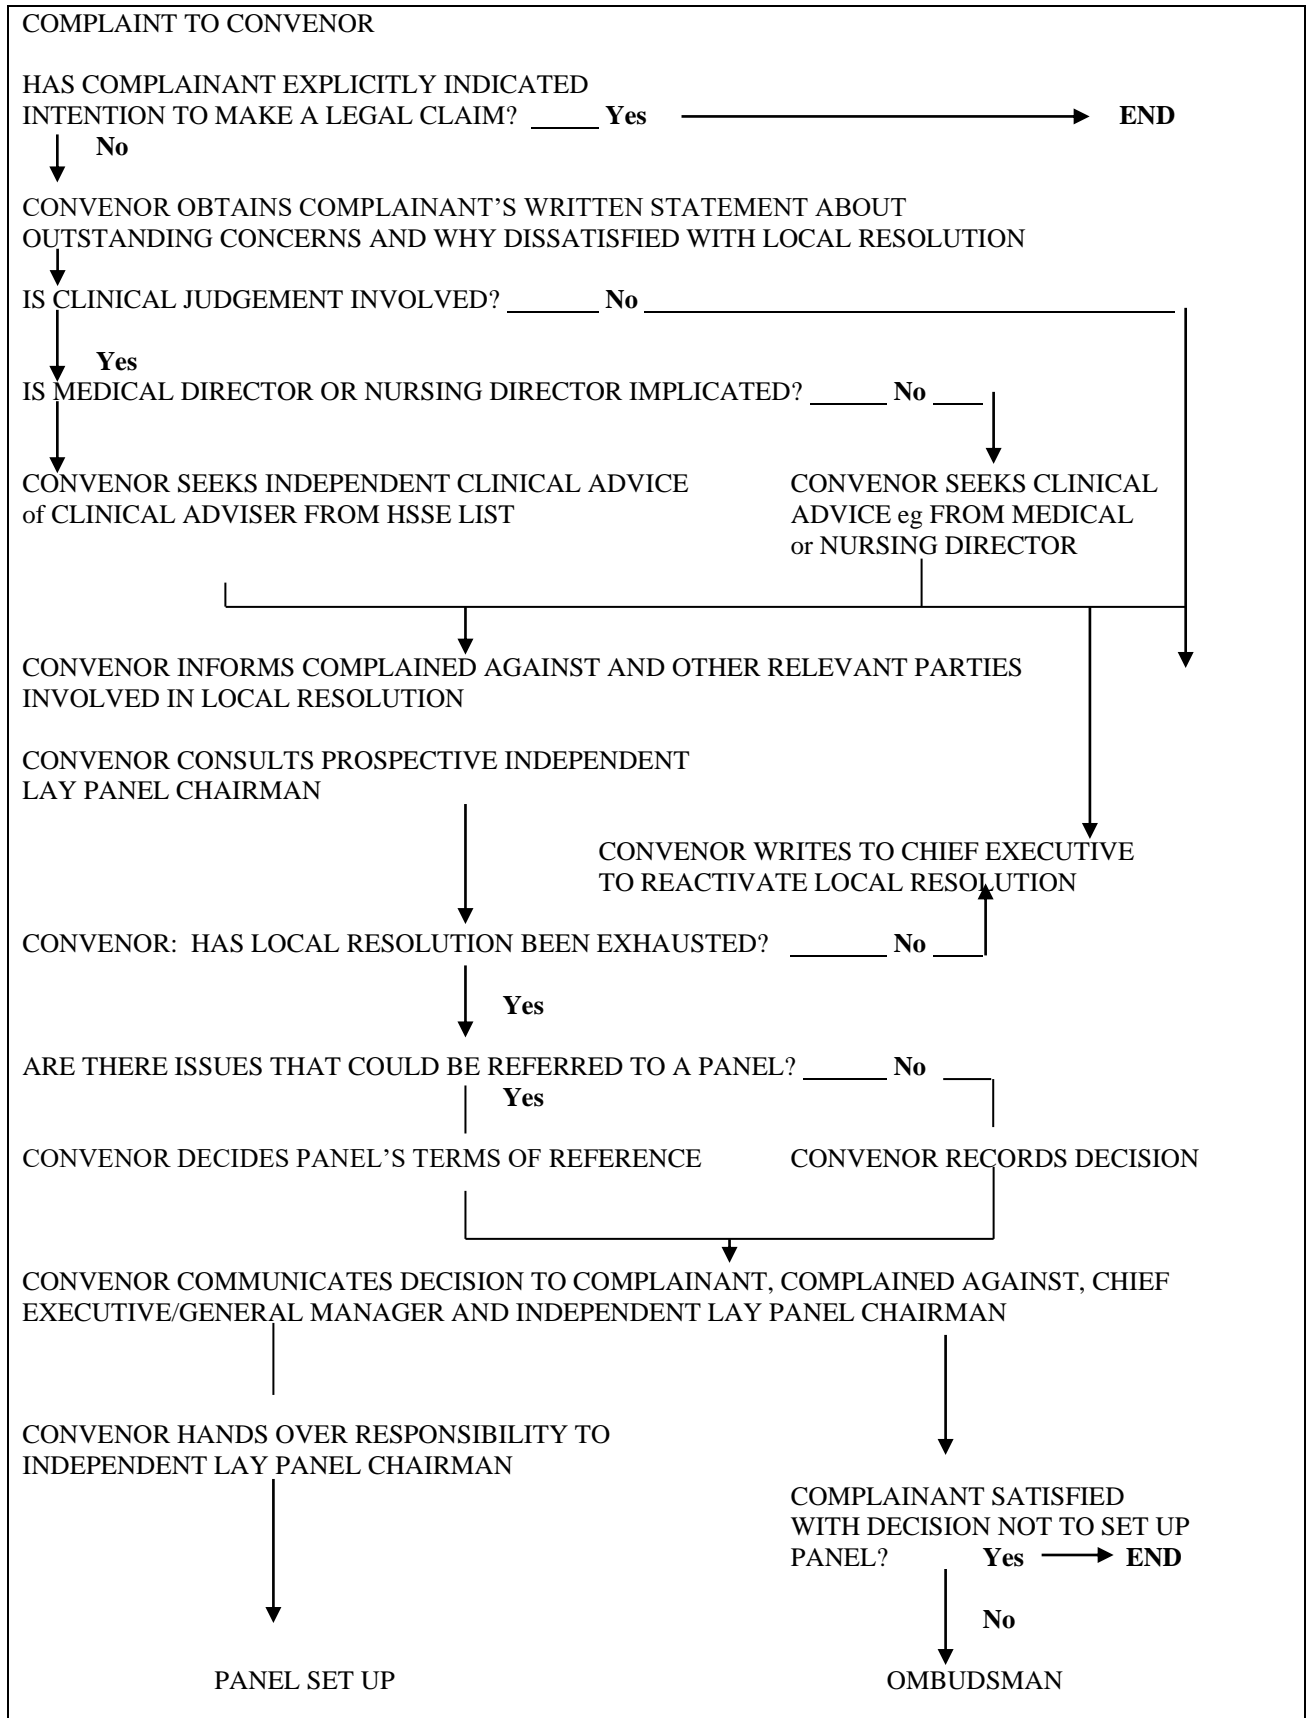 COMPLAINT TO CONVENOR
HAS COMPLAINANT EXPLICITLY INDICATED
INTENTION TO MAKE A LEGAL CLAIM? Yes END
No
CONVENOR OBTAINS COMPLAINANT’S WRITTEN STATEMENT ABOUT
OUTSTANDING CONCERNS AND WHY DISSATISFIED WITH LOCAL RESOLUTION
IS CLINICAL JUDGEMENT INVOLVED? No
Yes
IS MEDICAL DIRECTOR OR NURSING DIRECTOR IMPLICATED? No
CONVENOR SEEKS INDEPENDENT CLINICAL ADVICE
of CLINICAL ADVISER FROM HSSE LIST
CONVENOR SEEKS CLINICAL
ADVICE eg FROM MEDICAL
or NURSING DIRECTOR
CONVENOR INFORMS COMPLAINED AGAINST AND OTHER RELEVANT PARTIES
INVOLVED IN LOCAL RESOLUTION
CONVENOR CONSULTS PROSPECTIVE INDEPENDENT
LAY PANEL CHAIRMAN
CONVENOR WRITES TO CHIEF EXECUTIVE
TO REACTIVATE LOCAL RESOLUTION
CONVENOR: HAS LOCAL RESOLUTION BEEN EXHAUSTED? No
Yes
ARE THERE ISSUES THAT COULD BE REFERRED TO A PANEL? No
Yes
CONVENOR DECIDES PANEL’S TERMS OF REFERENCE
CONVENOR RECORDS DECISION
CONVENOR COMMUNICATES DECISION TO COMPLAINANT, COMPLAINED AGAINST, CHIEF
EXECUTIVE/GENERAL MANAGER AND INDEPENDENT LAY PANEL CHAIRMAN
CONVENOR HANDS OVER RESPONSIBILITY TO
INDEPENDENT LAY PANEL CHAIRMAN
COMPLAINANT SATISFIED
WITH DECISION NOT TO SET UP
PANEL? Yes END
No
PANEL SET UP
OMBUDSMAN